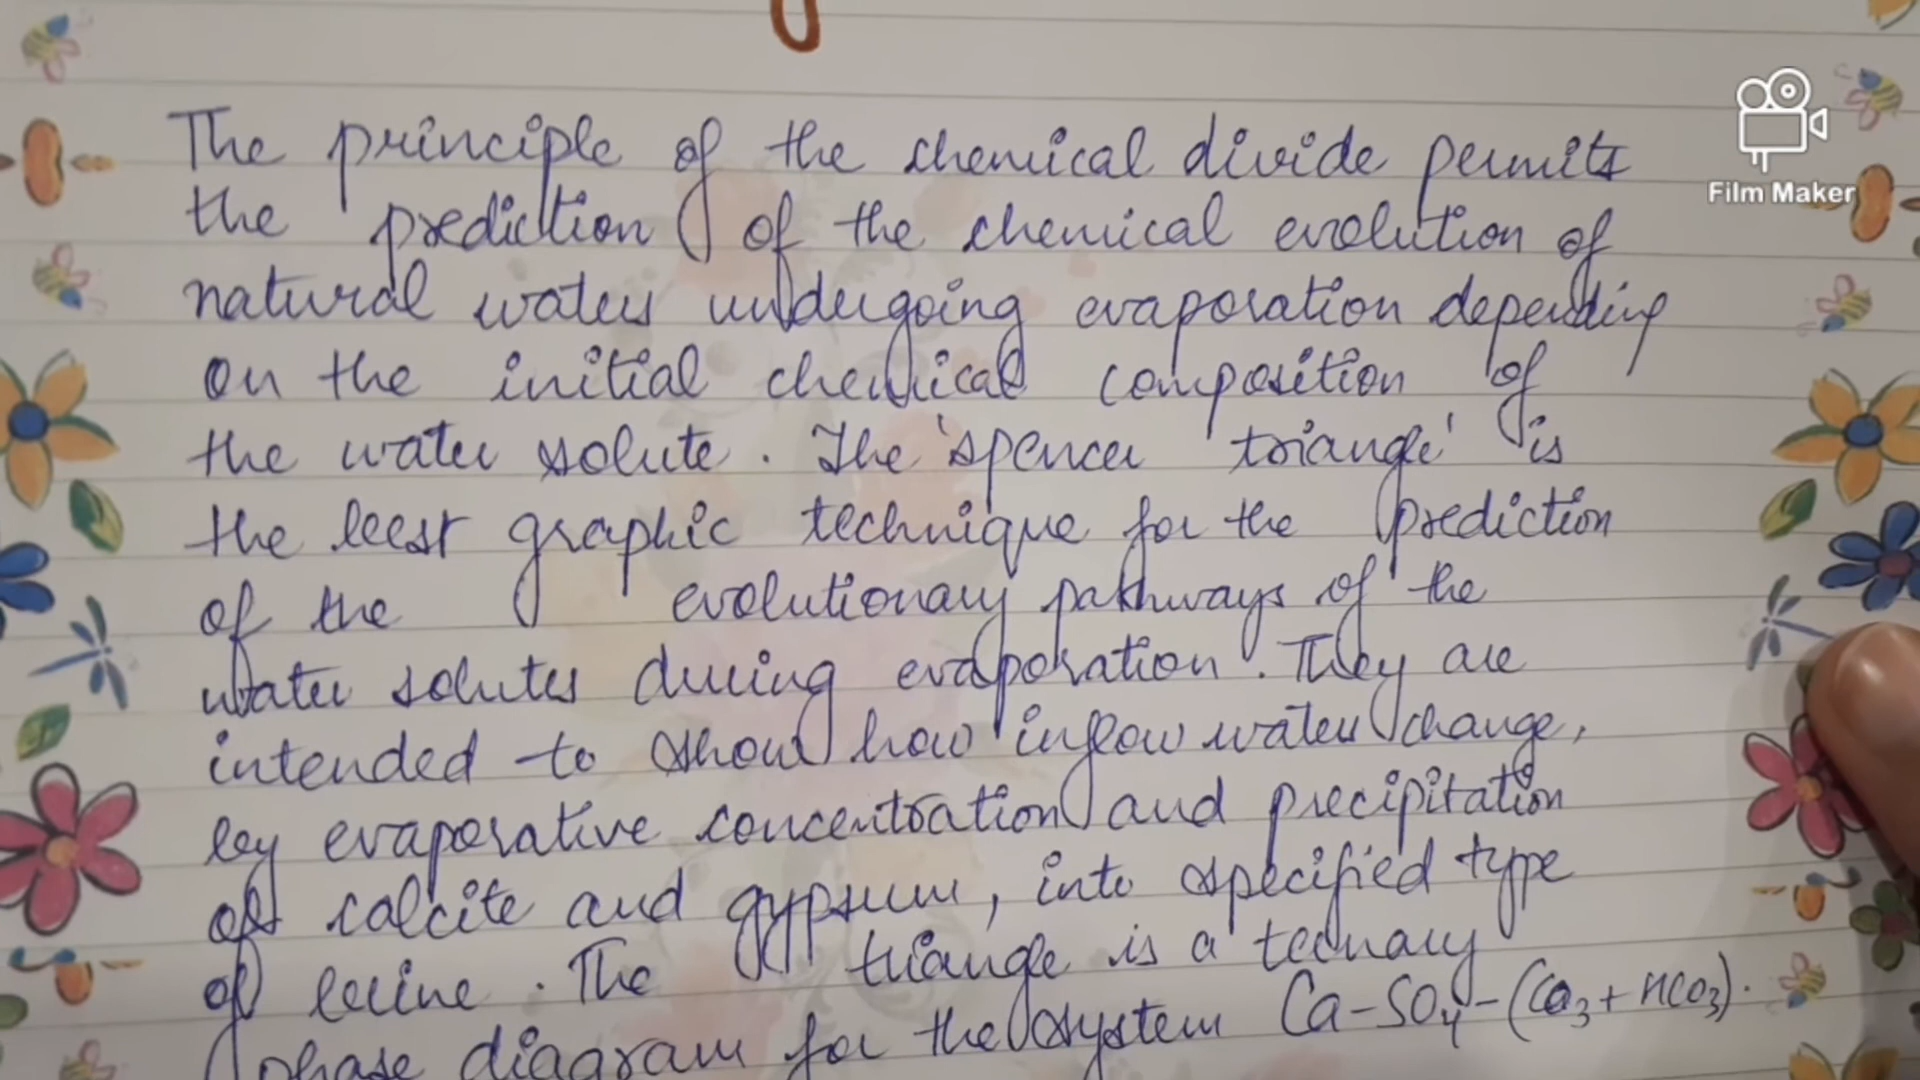 The principle of the chemical divide permits
the prediction of the chemical evolution of
natural waters undergoing evaporation depending
on the initial chemical composition of
the water solute. The 'spencer triangle' is
the best graphic technique for the prediction
of the evolutionary pathways of the
water solutes during evaporation. They are
intended to show how inflow waters change,
by evaporative concentration and precipitation
of calcite and gypsum, into specified type
of brine. The triangle is a ternary
phase diagram for the system Ca-SO4-(Co3+HCO3).
Film Maker